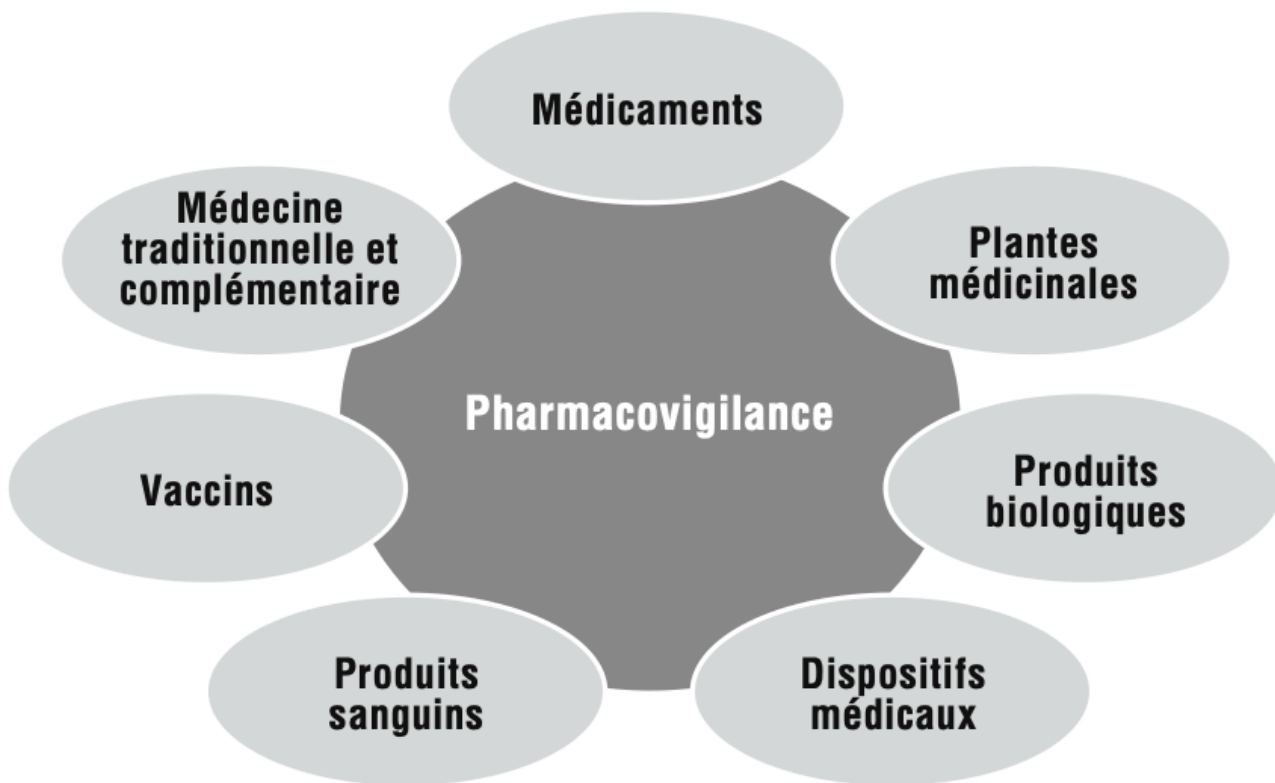 Médicaments
Médecine
traditionnelle et
complémentaire
Plantes
médicinales
Pharmacovigilance
Vaccins
Produits
biologiques
Produits
sanguins
Dispositifs
médicaux